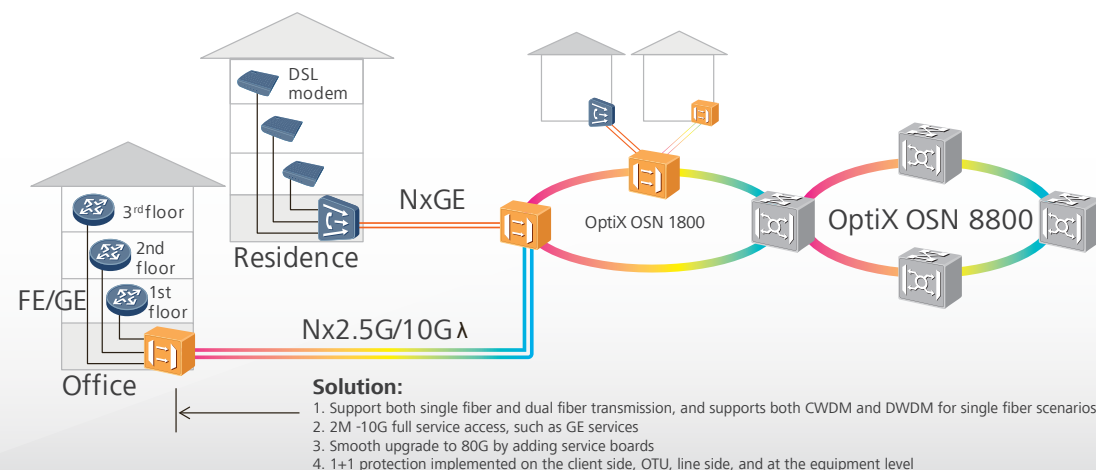 DSL
modem
3rd floor
2nd
floor
1st
floor
FE/GE
Office
Residence
NxGE
Nx2.5G/10G λ
OptiX OSN 1800
OptiX OSN 8800
Solution:
1. Support both single fiber and dual fiber transmission, and supports both CWDM and DWDM for single fiber scenarios
2. 2M -10G full service access, such as GE services
3. Smooth upgrade to 80G by adding service boards
4. 1+1 protection implemented on the client side, OTU, line side, and at the equipment level